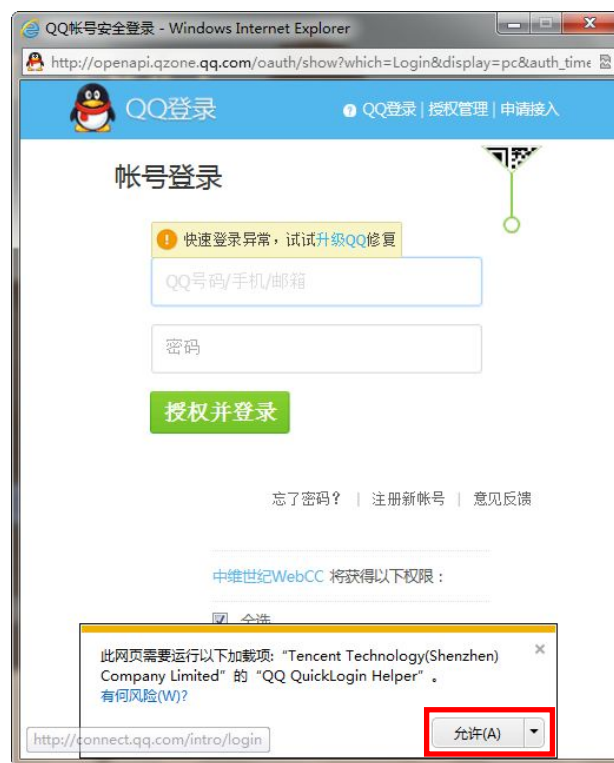 QQ帐号安全登录 - Windows Internet Explorer
http://openapi.qzone.qq.com/oauth/show?which=Login&display=pc&auth_time
QQ登录
QQ登录 | 授权管理 | 申请接入
帐号登录
快速登录异常，试试升级QQ修复
QQ号码/手机/邮箱
密码
授权并登录
忘了密码？ | 注册新帐号 | 意见反馈
中维世纪WebCC 将获得以下权限：
全选
此网页需要运行以下加载项: “Tencent Technology(Shenzhen)
Company Limited” 的 “QQ QuickLogin Helper” 。
有何风险(W)?
允许(A)
http://connect.qq.com/intro/login